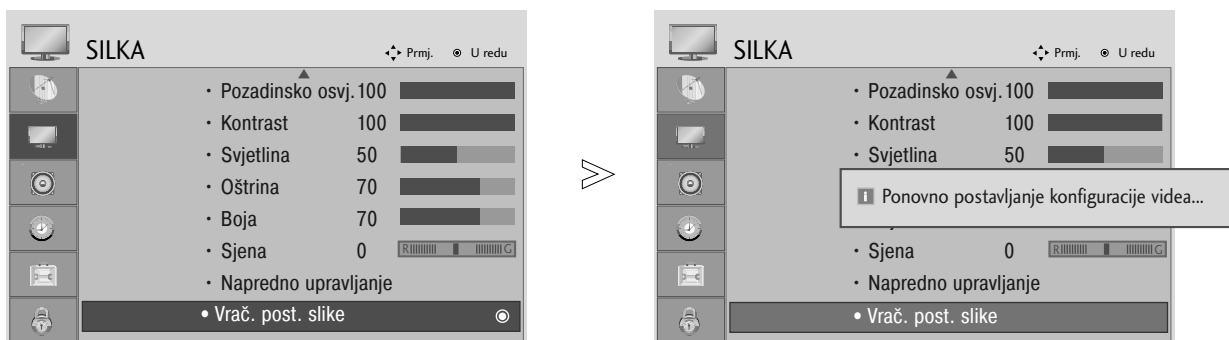 SILKA
Prmj. U redu
• Pozadinsko osvj. 100
• Kontrast 100
• Svjetlina 50
• Oštrina 70
• Boja 70
• Sjena 0 R G
• Napredno upravljanje
• Vrač. post. slike
SILKA
Prmj. U redu
• Pozadinsko osvj. 100
• Kontrast 100
• Svjetlina 50
i Ponovno postavljanje konfiguracije videa...
• Sjena 0 R G
• Napredno upravljanje
• Vrač. post. slike